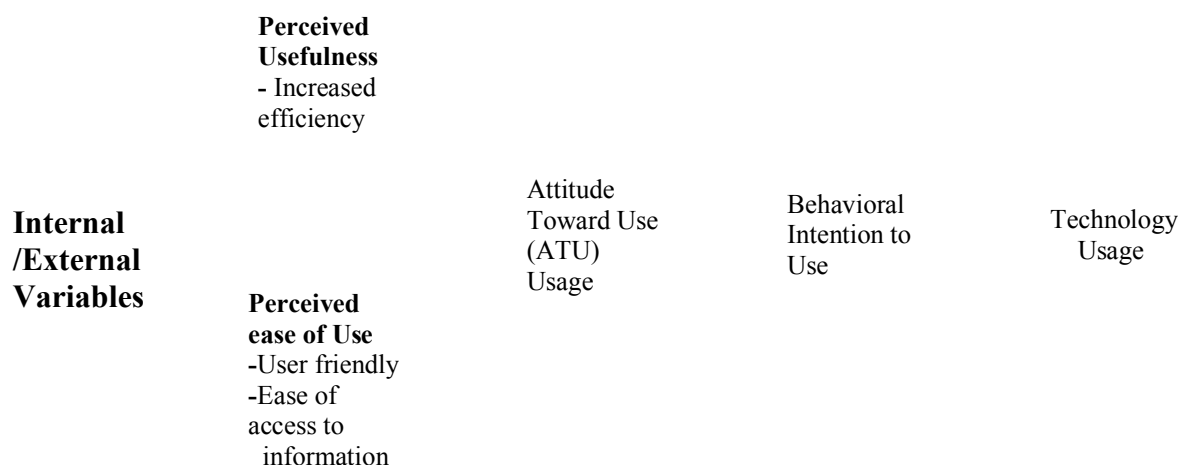 Perceived
Usefulness
- Increased
efficiency
Internal
/External
Variables
Perceived
ease of Use
-User friendly
-Ease of
access to
information
Attitude
Toward Use
(ATU)
Usage
Behavioral
Intention to
Use
Technology
Usage